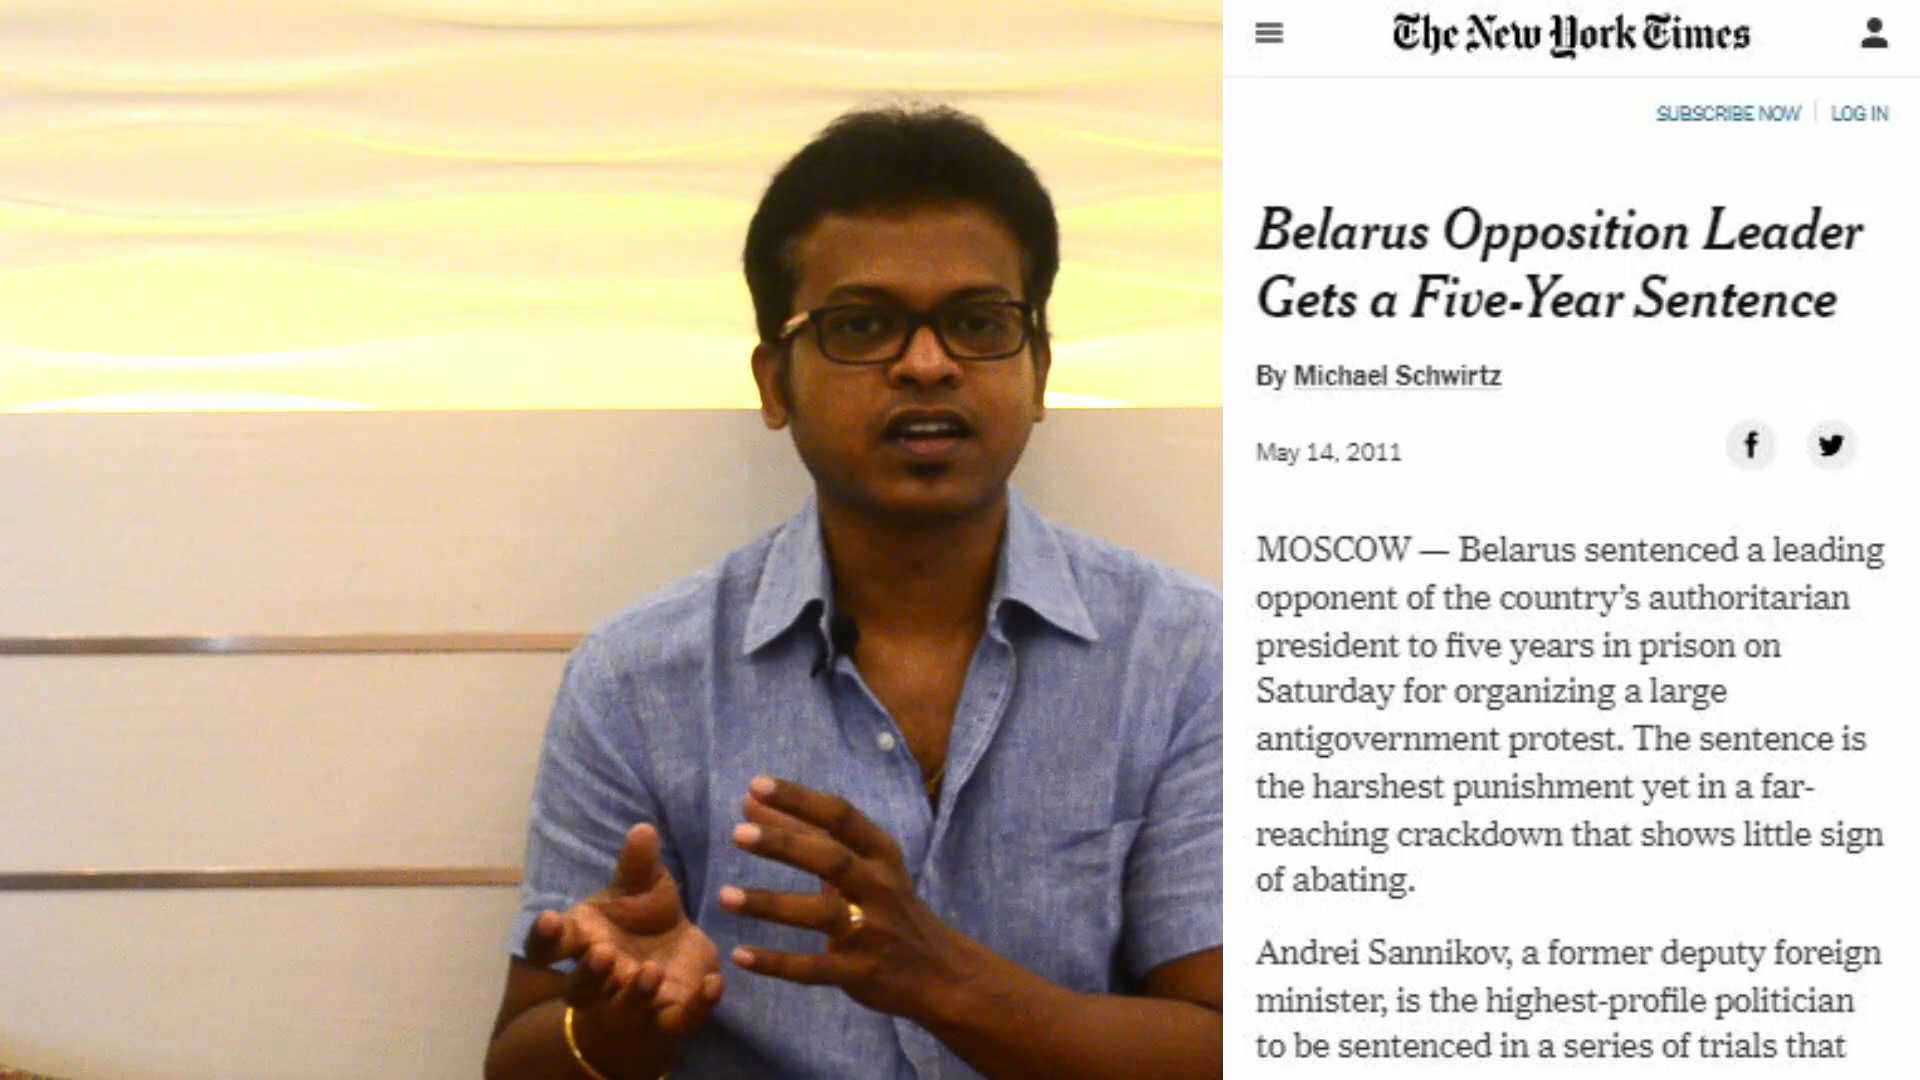 The New York Times
SUBSCRIBE NOW
LOG IN
Belarus Opposition Leader
Gets a Five-Year Sentence
By Michael Schwirtz
May 14, 2011
MOSCOW — Belarus sentenced a leading
opponent of the country’s authoritarian
president to five years in prison on
Saturday for organizing a large
antigovernment protest. The sentence is
the harshest punishment yet in a far-
reaching crackdown that shows little sign
of abating.
Andrei Sannikov, a former deputy foreign
minister, is the highest-profile politician
to be sentenced in a series of trials that